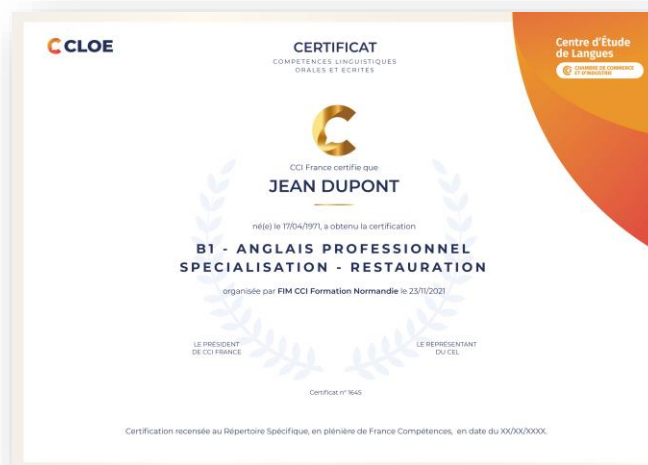 CCLOE
CERTIFICAT
COMPETENCES LINGUISTIQUES
ORALES ET ECRITES
Centre d'Étude
de Langues
CHAMBRE DE COMMERCE
ET D'INDUSTRIE
C
CCI France certifie que
JEAN DUPONT
né(e) le 17/04/1971, a obtenu la certification
B1 - ANGLAIS PROFESSIONNEL
SPECIALISATION - RESTAURATION
organisée par FIM CCI Formation Normandie le 23/11/2021
LE PRÉSIDENT
DE CCI FRANCE
LE REPRÉSENTANT
DU CEL
Certificat n° 1645
Certification recensée au Répertoire Spécifique, en plénière de France Compétences, en date du XX/XX/XXXX.